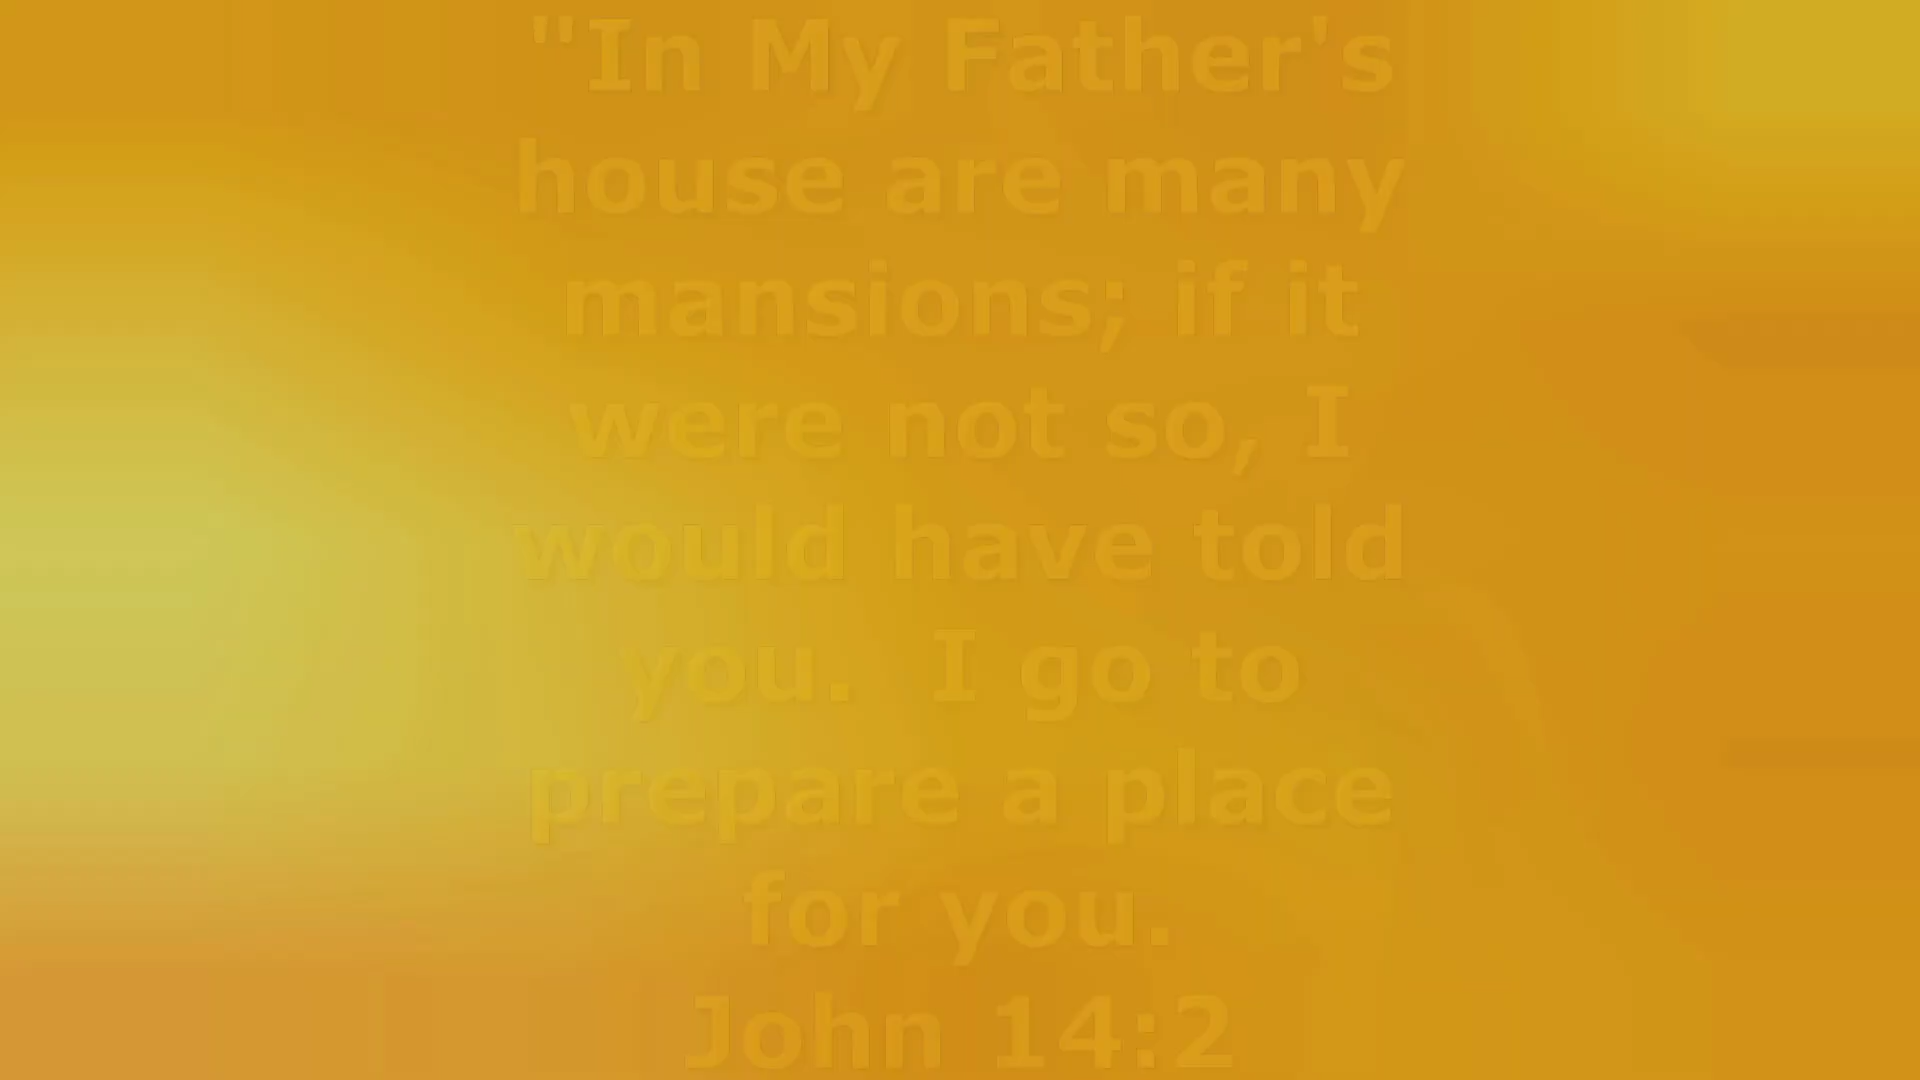 "In My Father's
house are many
mansions; if it
were not so, I
would have told
you.  I go to
prepare a place
for you.
John 14:2